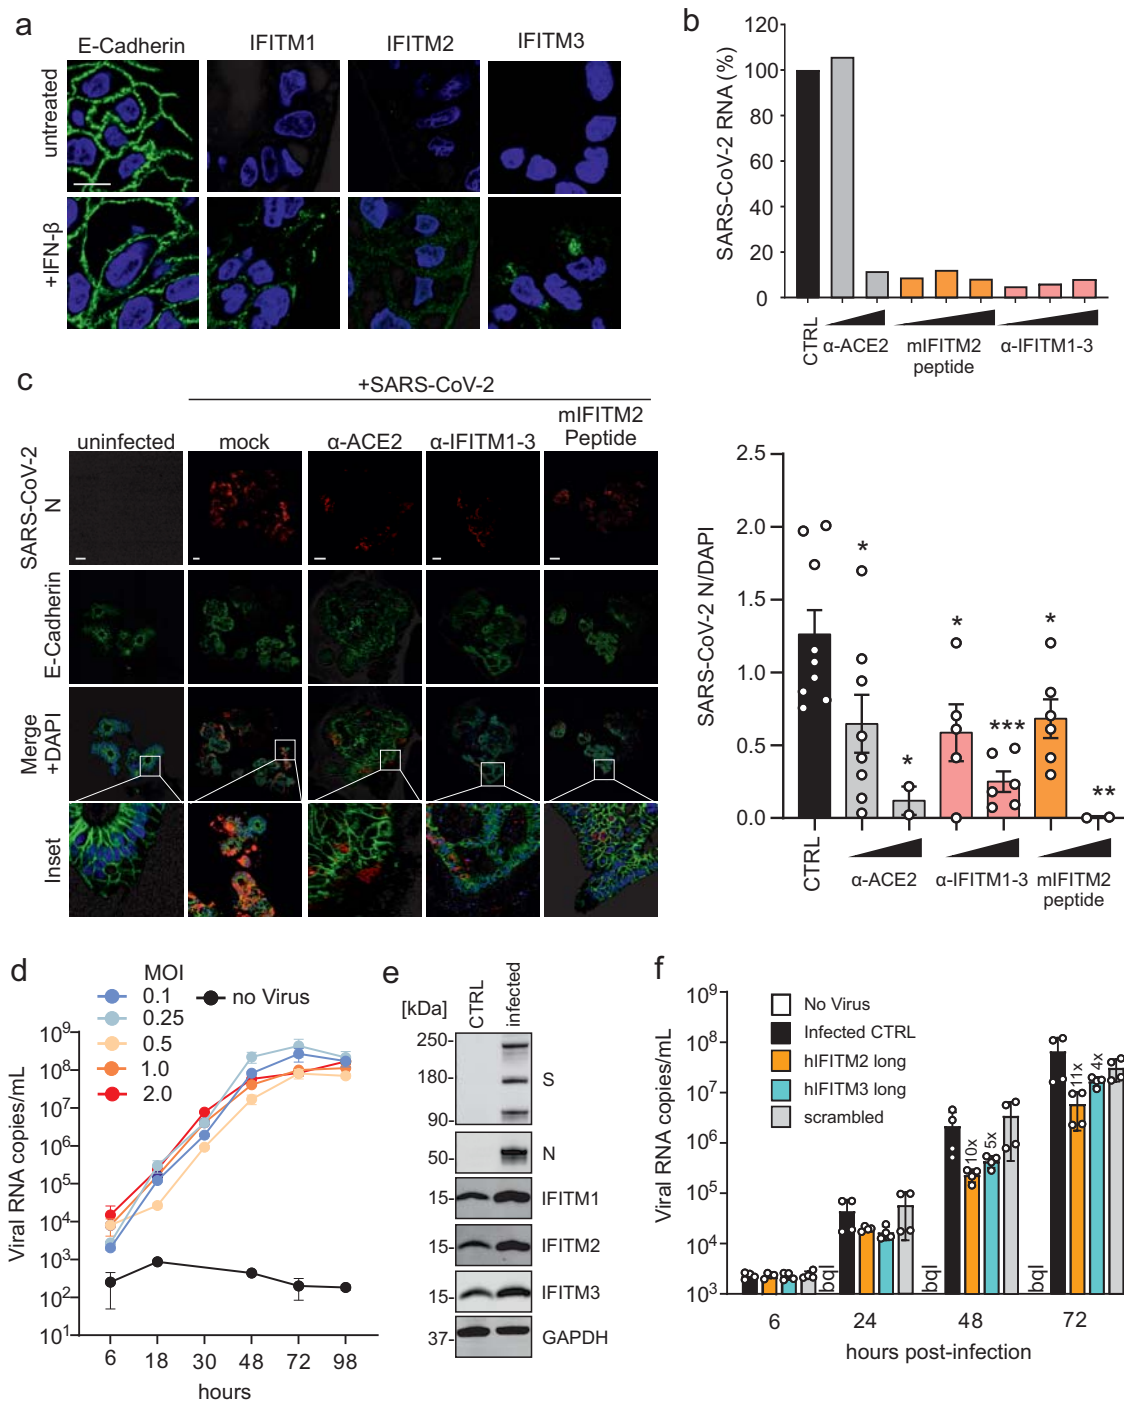 a
E-Cadherin IFITM1 IFITM2 IFITM3
untreated
+IFN-β
b
SARS-CoV-2 RNA (%)
120
100
80
60
40
20
0
CTRL
α-ACE2 mIFITM2 α-IFITM1-3
peptide
c
+SARS-CoV-2
uninfected mock α-ACE2 α-IFITM1-3 mIFITM2
Peptide
SARS-CoV-2
N
E-Cadherin
Merge
+DAPI
Inset
SARS-CoV-2 N/DAPI
2.5
2.0
1.5
1.0
0.5
0.0
*
*
*
***
*
**
CTRL
α-ACE2 α-IFITM1-3 mIFITM2
peptide
d
MOI
0.1 no Virus
0.25
0.5
1.0
2.0
Viral RNA copies/mL
10⁹
10⁸
10⁷
10⁶
10⁵
10⁴
10³
10²
10¹
6 18 30 48 72 98
hours
e
[kDa] CTRL infected
250-
180-
90-
S
50-
N
15-
IFITM1
15-
IFITM2
15-
IFITM3
37-
GAPDH
f
No Virus
Infected CTRL
hIFITM2 long
hIFITM3 long
scrambled
Viral RNA copies/mL
10⁹
10⁸
10⁷
10⁶
10⁵
10⁴
10³
bql
bql
10x
5x
bql
11x
4x
6 24 48 72
hours post-infection